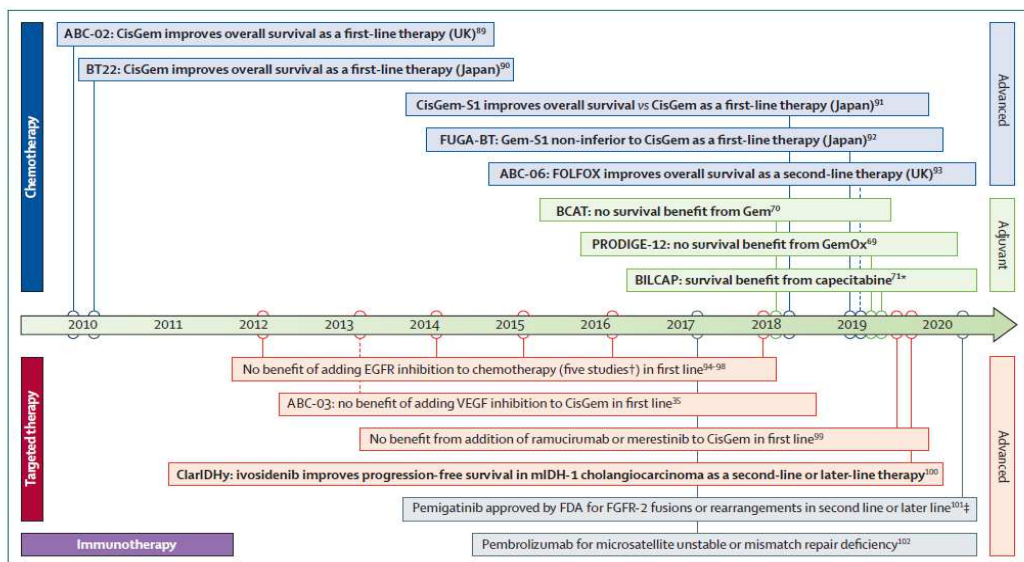 ABC-02: CisGem improves overall survival as a first-line therapy (UK)⁸⁹
BT22: CisGem improves overall survival as a first-line therapy (Japan)⁹⁰
CisGem-S1 improves overall survival vs CisGem as a first-line therapy (Japan)⁹¹
FUGA-BT: Gem-S1 non-inferior to CisGem as a first-line therapy (Japan)⁹²
ABC-06: FOLFOX improves overall survival as a second-line therapy (UK)⁹³
Advanced
Chemotherapy
BCAT: no survival benefit from Gem⁷⁰
PRODIGE-12: no survival benefit from GemOx⁶⁹
BILCAP: survival benefit from capecitabine⁷¹*
Adjuvant
2010 2011 2012 2013 2014 2015 2016 2017 2018 2019 2020
Targeted therapy
No benefit of adding EGFR inhibition to chemotherapy (five studies†) in first line⁹⁴⁻⁹⁸
ABC-03: no benefit of adding VEGF inhibition to CisGem in first line³⁵
No benefit from addition of ramucirumab or merestinib to CisGem in first line⁹⁹
ClarIDHy: ivosidenib improves progression-free survival in mIDH-1 cholangiocarcinoma as a second-line or later-line therapy¹⁰⁰
Pemigatinib approved by FDA for FGFR-2 fusions or rearrangements in second line or later line¹⁰¹‡
Advanced
Immunotherapy
Pembrolizumab for microsatellite unstable or mismatch repair deficiency¹⁰²